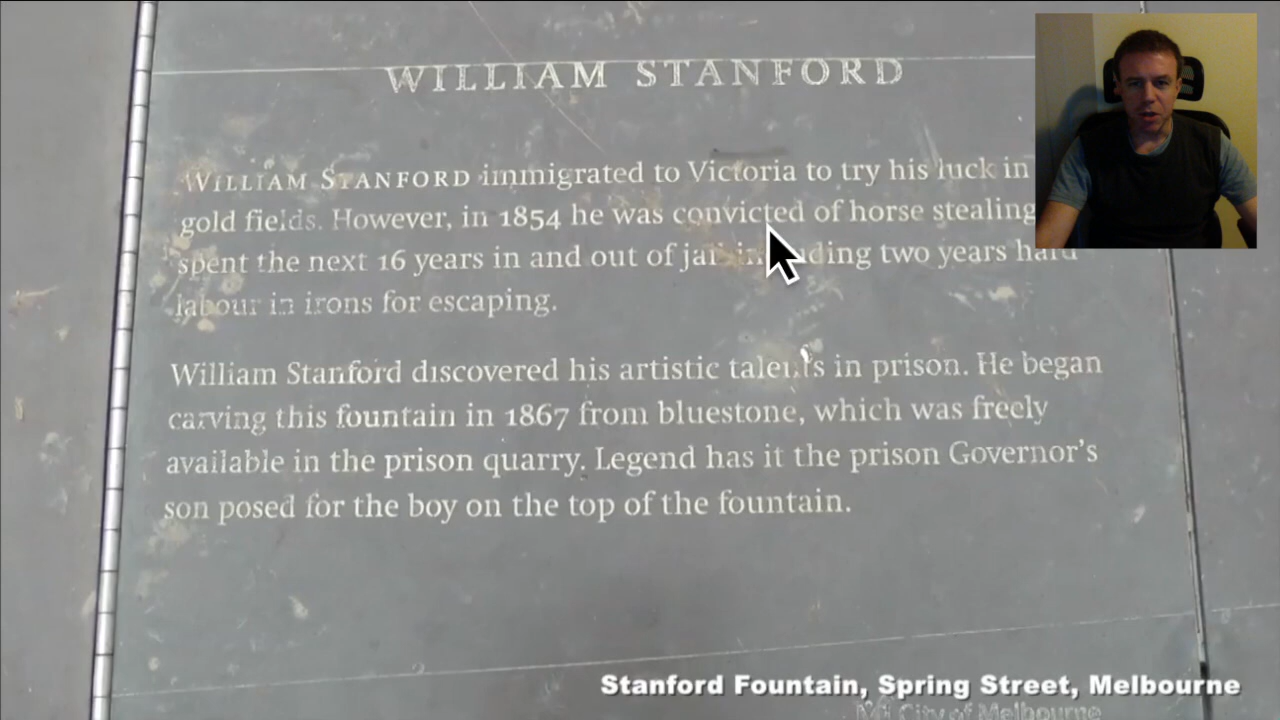 WILLIAM STANFORD
WILLIAM STANFORD immigrated to Victoria to try his luck in
gold fields. However, in 1854 he was convicted of horse stealing
spent the next 16 years in and out of including two years hard
labour in irons for escaping.
William Stanford discovered his artistic talents in prison. He began
carving this fountain in 1867 from bluestone, which was freely
available in the prison quarry. Legend has it the prison Governor's
son posed for the boy on the top of the fountain.
Stanford Fountain, Spring Street, Melbourne
City of Melbourne